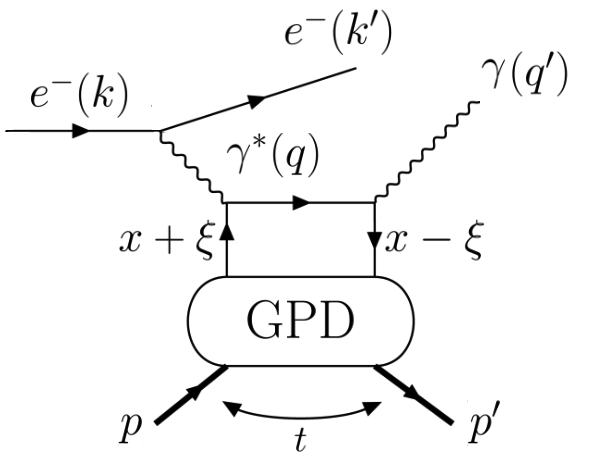 e⁻(k′)
e⁻(k)
γ(q′)
γ*(q)
x + ξ
x − ξ
GPD
p
p′
t